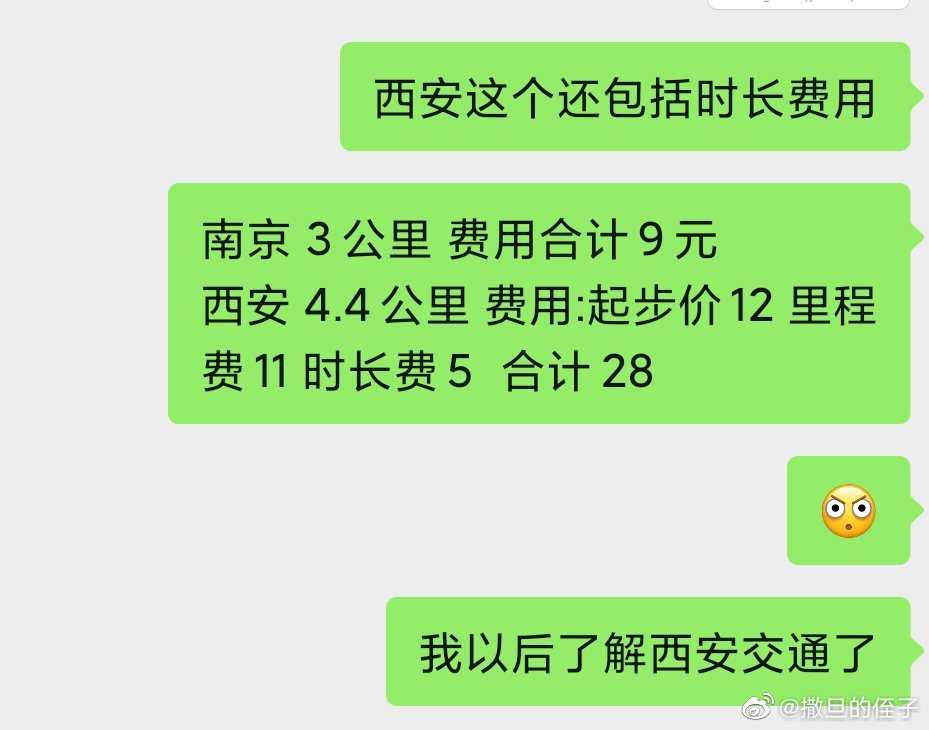 西安这个还包括时长费用
南京 3 公里 费用合计 9 元
西安 4.4 公里 费用:起步价 12 里程
费 11 时长费 5 合计 28
我以后了解西安交通了
@撒旦的侄子